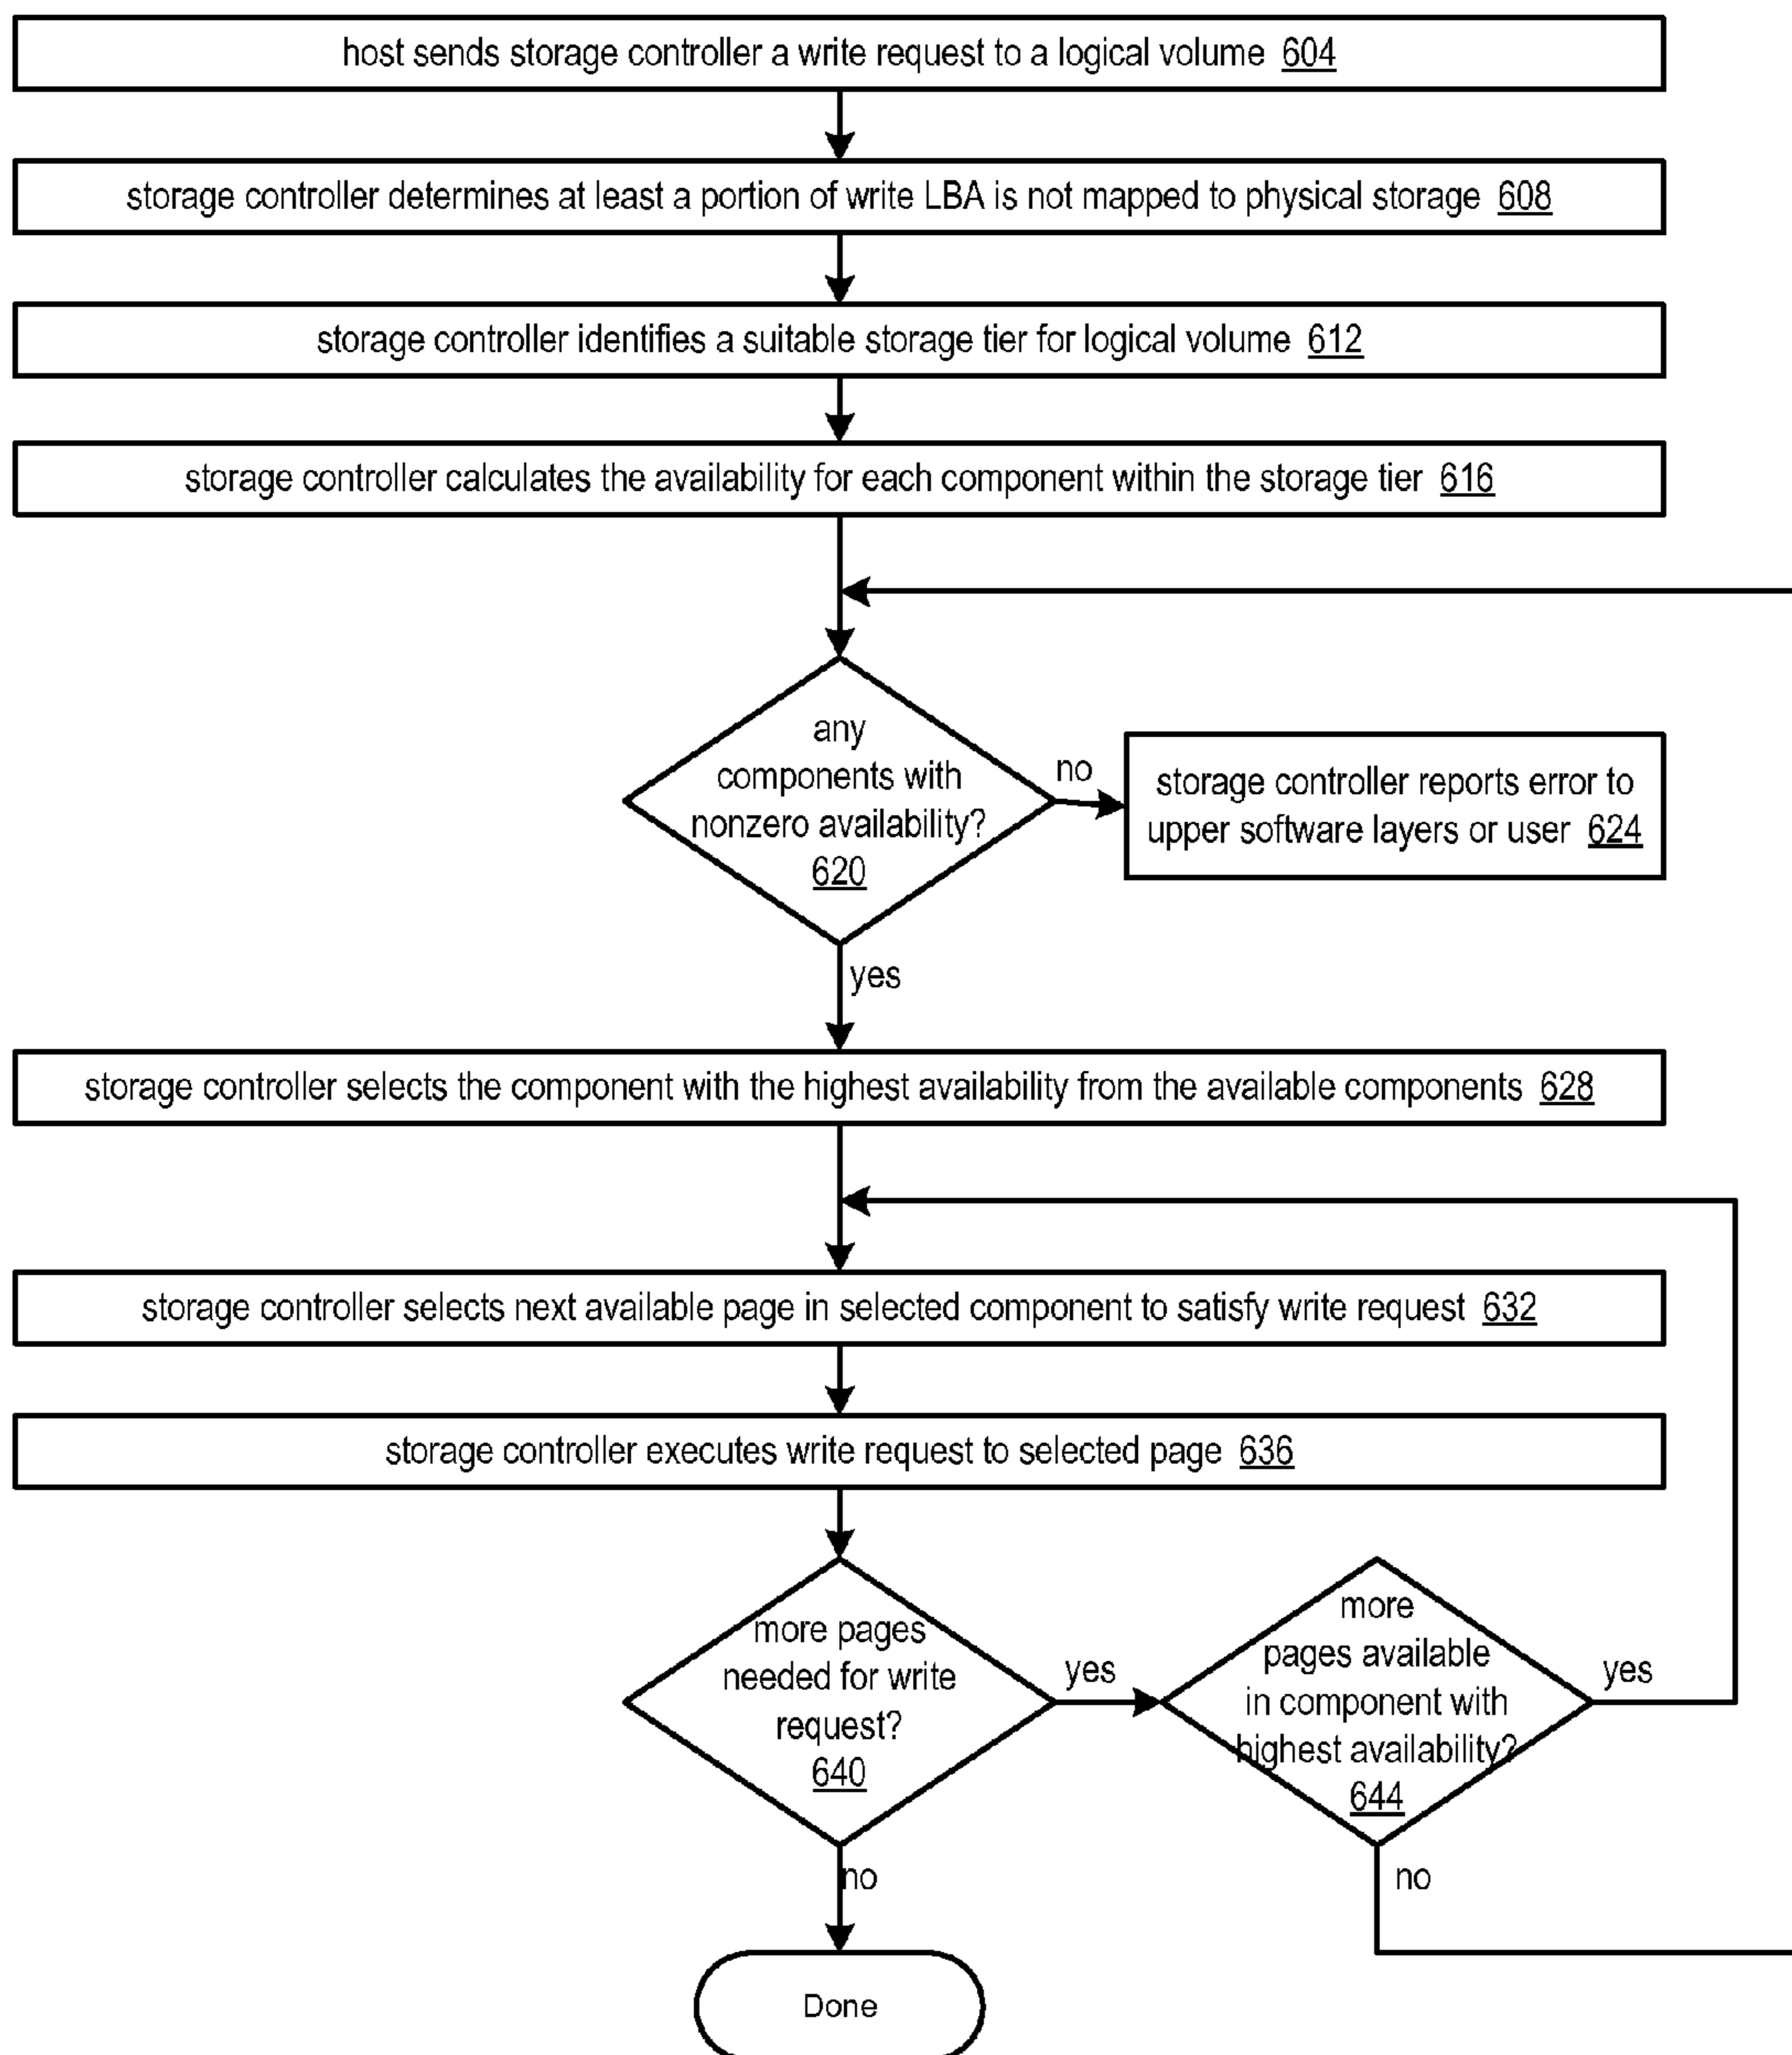 host sends storage controller a write request to a logical volume 604
storage controller determines at least a portion of write LBA is not mapped to physical storage 608
storage controller identifies a suitable storage tier for logical volume 612
storage controller calculates the availability for each component within the storage tier 616
any
components with
nonzero availability?
620
no
storage controller reports error to
upper software layers or user 624
yes
storage controller selects the component with the highest availability from the available components 628
storage controller selects next available page in selected component to satisfy write request 632
storage controller executes write request to selected page 636
more pages
needed for write
request?
640
yes
more
pages available
in component with
highest availability?
644
yes
no
no
Done